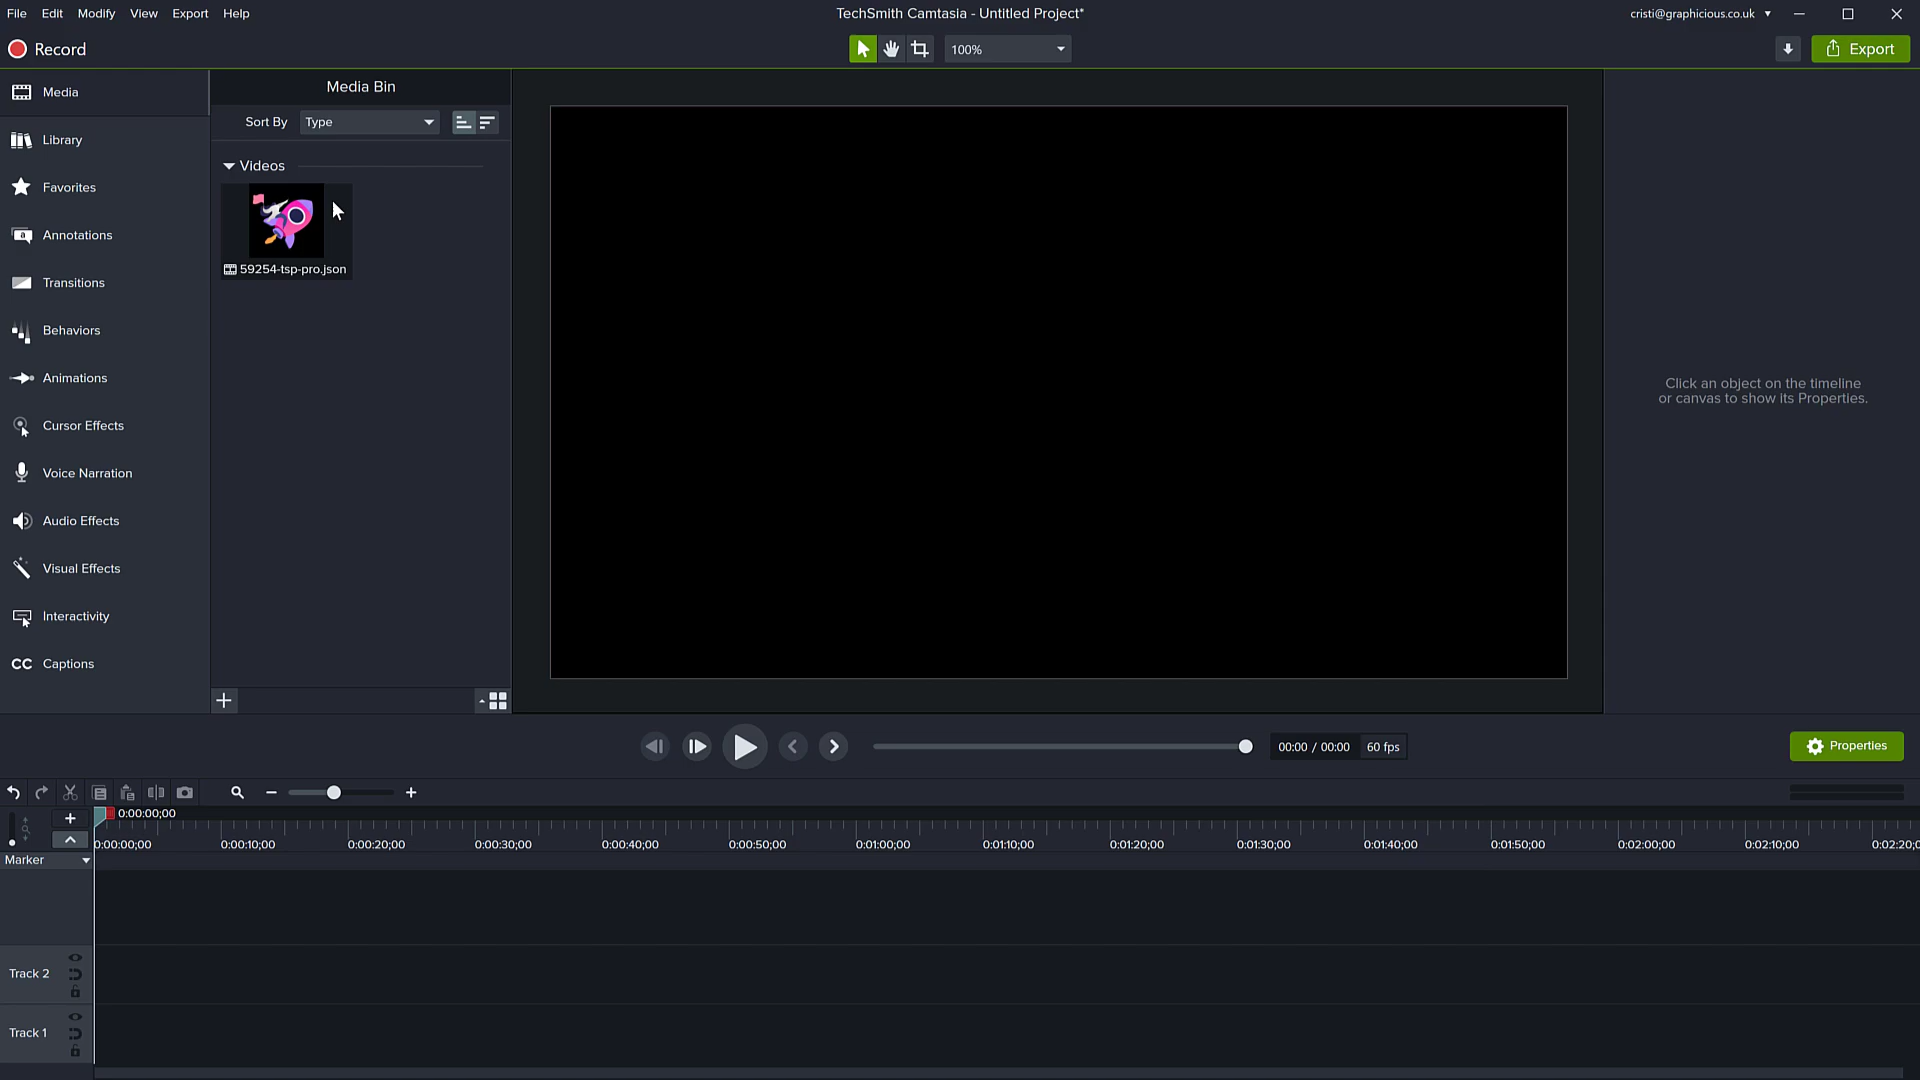 File Edit Modify View Export Help
TechSmith Camtasia - Untitled Project*
cristi@graphicious.co.uk
Record
100%
Export
Media
Library
Favorites
Annotations
Transitions
Behaviors
Animations
Cursor Effects
Voice Narration
Audio Effects
Visual Effects
Interactivity
CC Captions
Media Bin
Sort By Type
Videos
59254-tsp-pro.json
Click an object on the timeline
or canvas to show its Properties.
00:00 / 00:00 60 fps
Properties
0:00:00;00
0:00:00;00 0:00:10;00 0:00:20;00 0:00:30;00 0:00:40;00 0:00:50;00 0:01:00;00 0:01:10;00 0:01:20;00 0:01:30;00 0:01:40;00 0:01:50;00 0:02:00;00 0:02:10;00 0:02:20;0
Marker
Track 2
Track 1